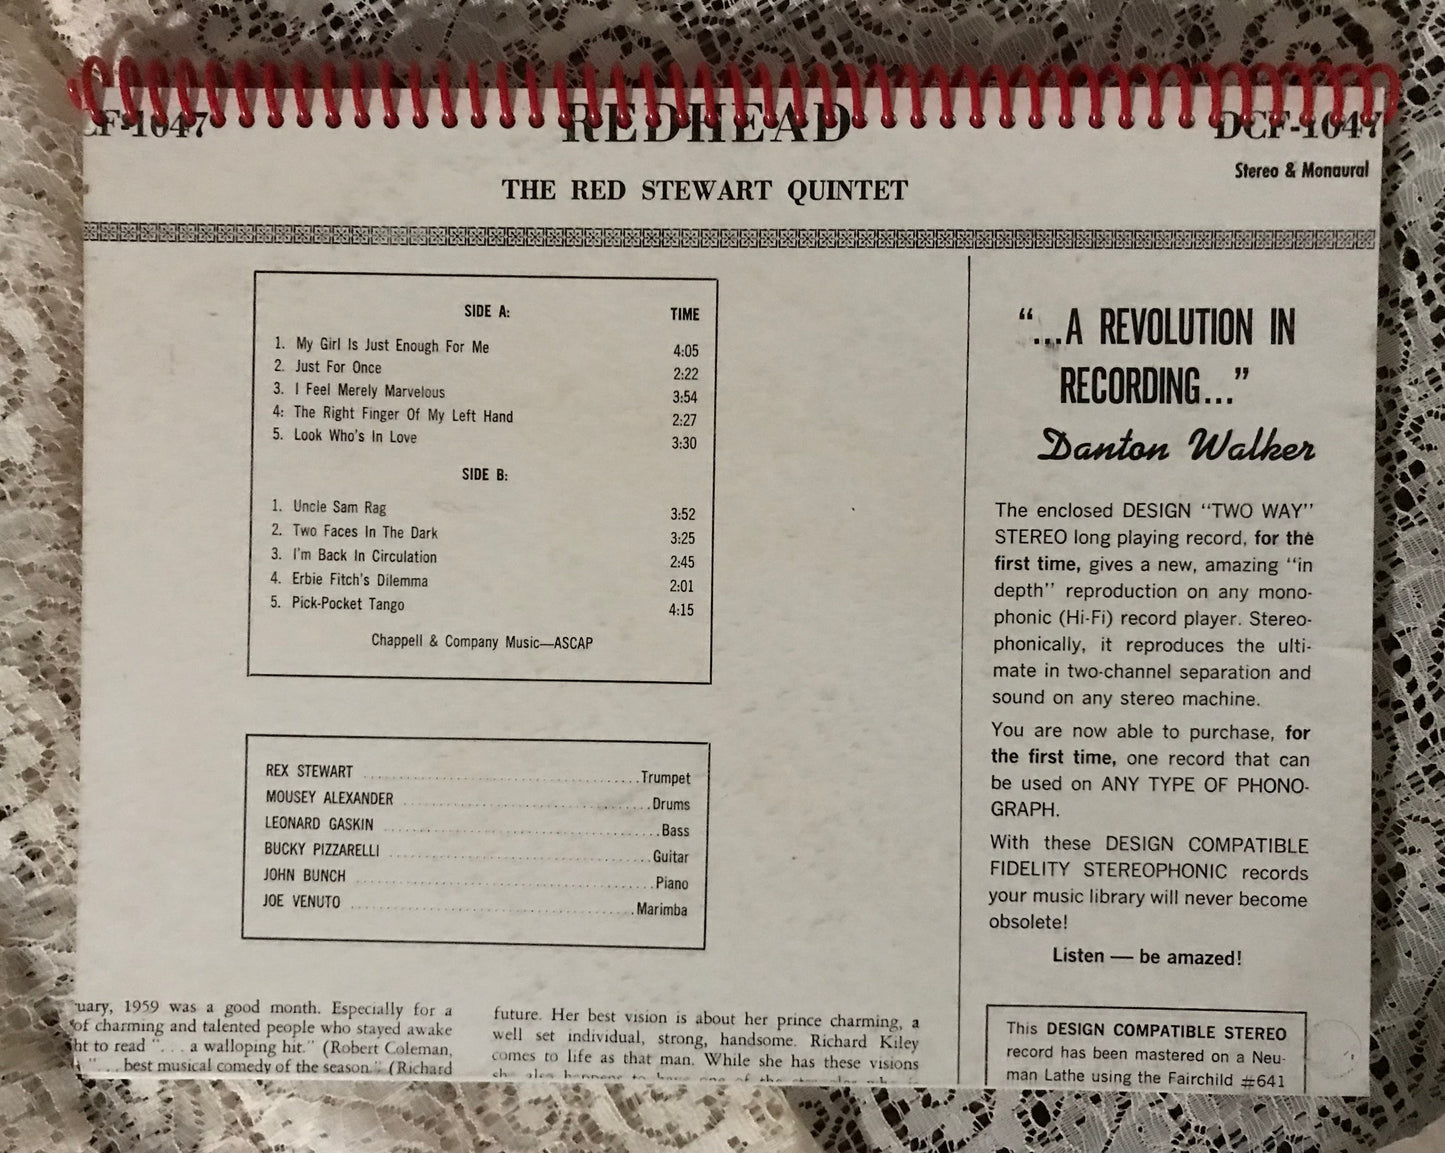 CF-1047 REDHEAD DCF-1047
Stereo & Monaural
THE RED STEWART QUINTET
SIDE A: TIME
1. My Girl Is Just Enough For Me 4:05
2. Just For Once 2:22
3. I Feel Merely Marvelous 3:54
4: The Right Finger Of My Left Hand 2:27
5. Look Who's In Love 3:30
SIDE B:
1. Uncle Sam Rag 3:52
2. Two Faces In The Dark 3:25
3. I'm Back In Circulation 2:45
4. Erbie Fitch's Dilemma 2:01
5. Pick-Pocket Tango 4:15
Chappell & Company Music—ASCAP
REX STEWART Trumpet
MOUSEY ALEXANDER Drums
LEONARD GASKIN Bass
BUCKY PIZZARELLI Guitar
JOHN BUNCH Piano
JOE VENUTO Marimba
uary, 1959 was a good month. Especially for a
of charming and talented people who stayed awake
ht to read "... a walloping hit." (Robert Coleman,
"... best musical comedy of the season." (Richard
future. Her best vision is about her prince charming, a
well set individual, strong, handsome. Richard Kiley
comes to life as that man. While she has these visions
she also happens to have one of the
"...A REVOLUTION IN
RECORDING..."
Danton Walker
The enclosed DESIGN "TWO WAY"
STEREO long playing record, for the
first time, gives a new, amazing "in
depth" reproduction on any mono-
phonic (Hi-Fi) record player. Stereo-
phonically, it reproduces the ulti-
mate in two-channel separation and
sound on any stereo machine.
You are now able to purchase, for
the first time, one record that can
be used on ANY TYPE OF PHONO-
GRAPH.
With these DESIGN COMPATIBLE
FIDELITY STEREOPHONIC records
your music library will never become
obsolete!
Listen — be amazed!
This DESIGN COMPATIBLE STEREO
record has been mastered on a Neu-
man Lathe using the Fairchild #641